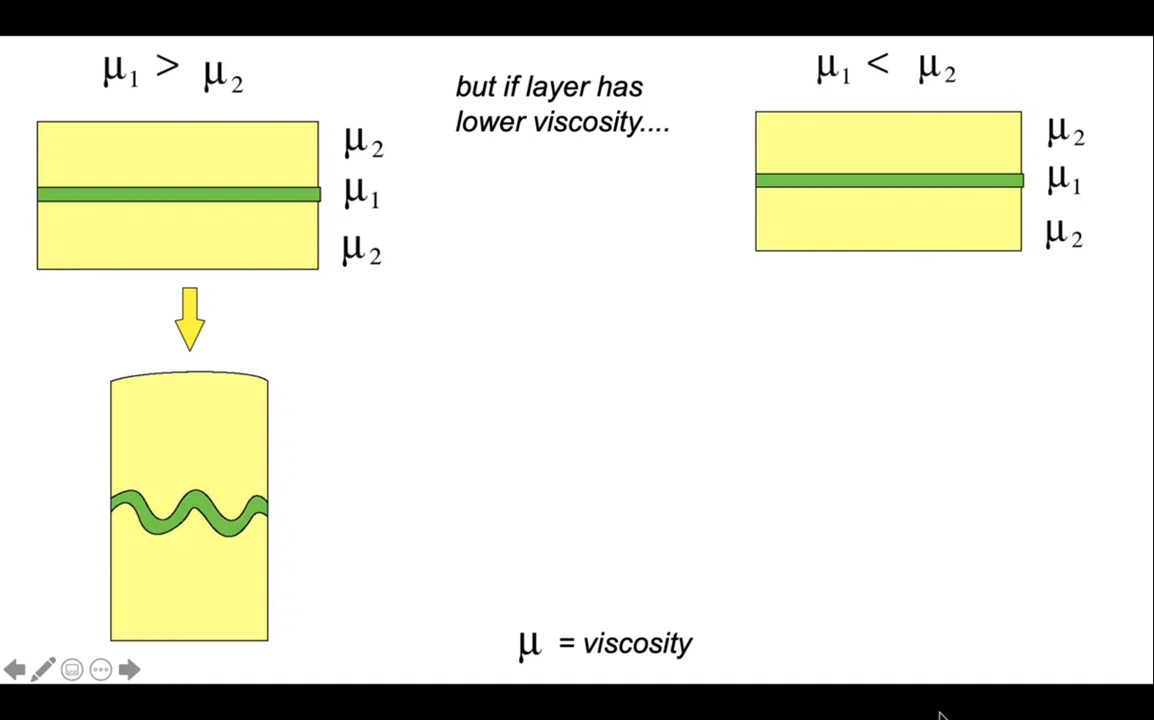 μ1 > μ2
but if layer has
lower viscosity....
μ1 < μ2
μ2
μ1
μ2
μ2
μ1
μ2
μ = viscosity